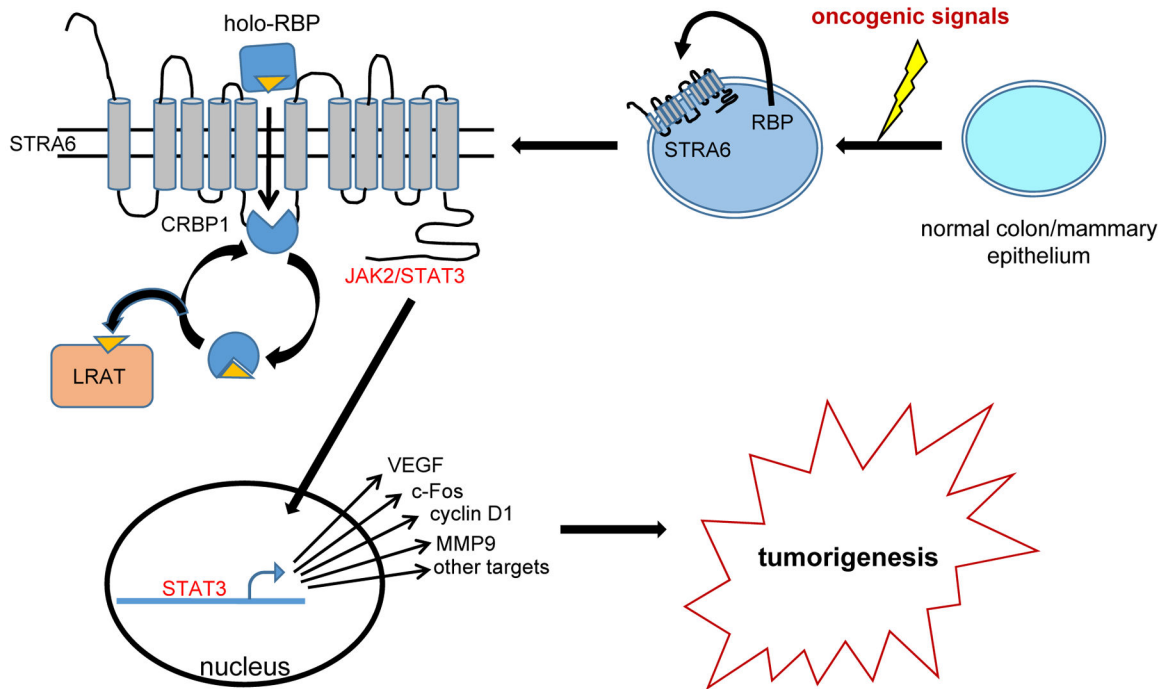 holo-RBP
oncogenic signals
STRA6
RBP
STRA6
CRBP1
normal colon/mammary
epithelium
JAK2/STAT3
LRAT
VEGF
c-Fos
cyclin D1
MMP9
other targets
STAT3
nucleus
tumorigenesis